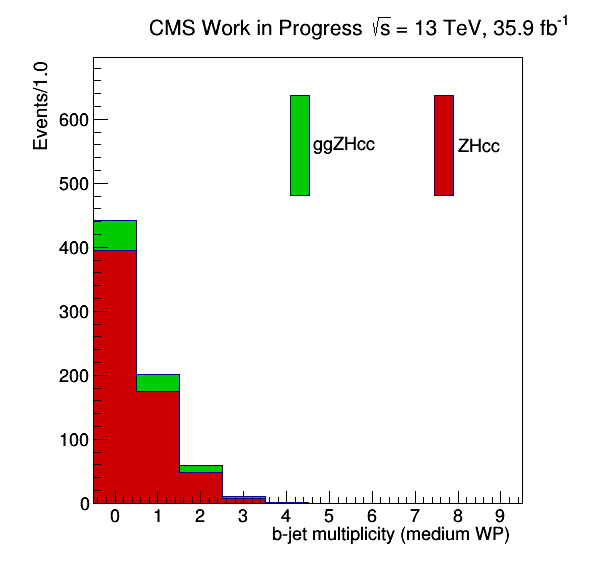 CMS Work in Progress √s = 13 TeV, 35.9 fb⁻¹
Events/1.0
600
500
400
300
200
100
0
ggZHcc
ZHcc
0 1 2 3 4 5 6 7 8 9
b-jet multiplicity (medium WP)